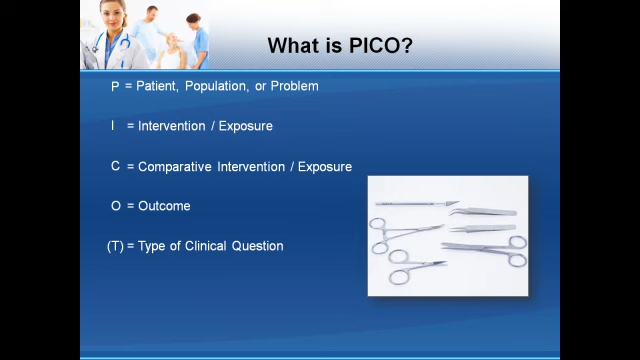 What is PICO?
P = Patient, Population, or Problem
I = Intervention / Exposure
C = Comparative Intervention / Exposure
O = Outcome
(T) = Type of Clinical Question